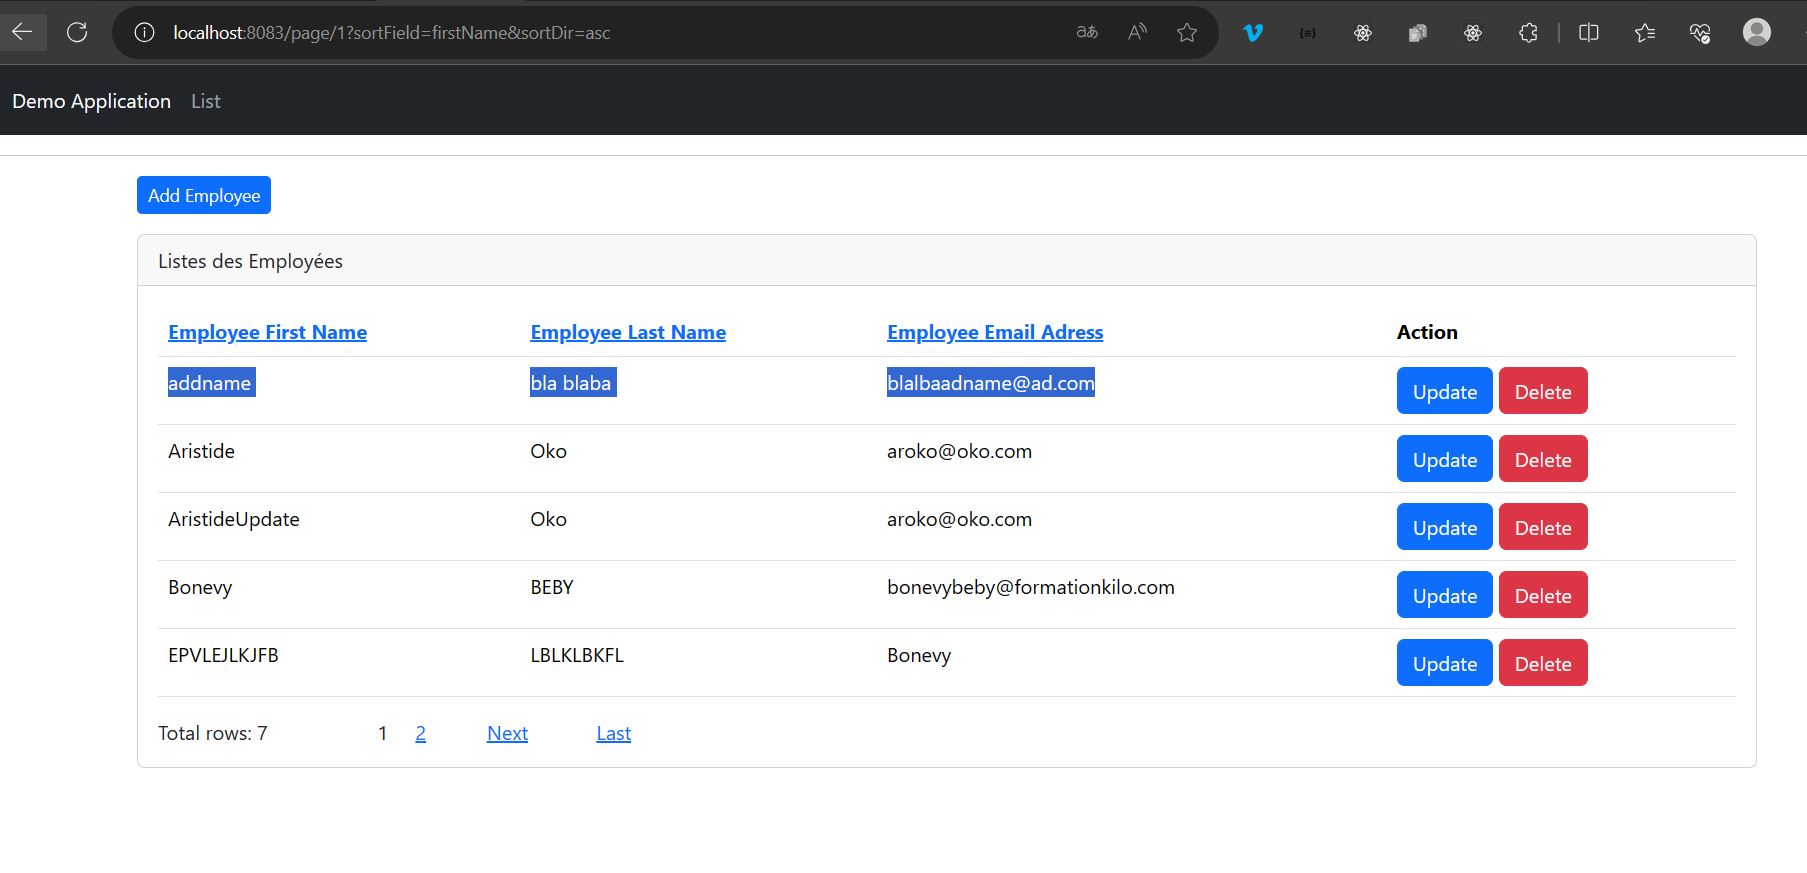 localhost:8083/page/1?sortField=firstName&sortDir=asc
Demo Application List
Add Employee
Listes des Employées
Employee First Name Employee Last Name Employee Email Adress Action
addname bla blaba blalbaadname@ad.com Update Delete
Aristide Oko aroko@oko.com Update Delete
AristideUpdate Oko aroko@oko.com Update Delete
Bonevy BEBY bonevybeby@formationkilo.com Update Delete
EPVLEJLKJFB LBLKLBKFL Bonevy Update Delete
Total rows: 7 1 2 Next Last